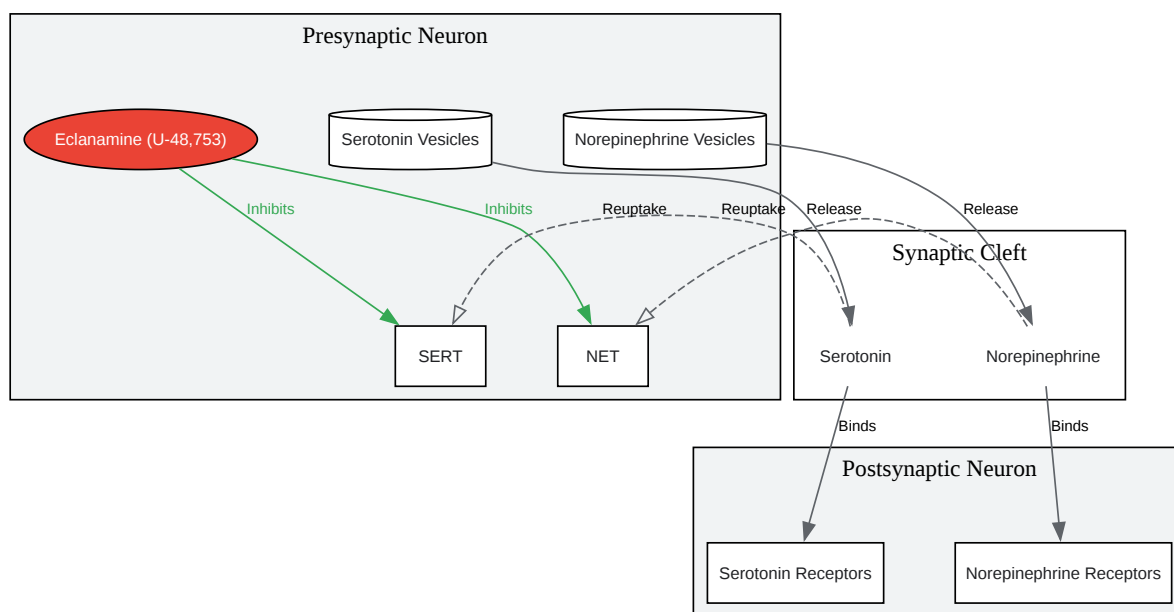 Presynaptic Neuron
Eclanamine (U-48,753)
Serotonin Vesicles
Norepinephrine Vesicles
Inhibits
Inhibits
Reuptake
Reuptake
Release
Release
Synaptic Cleft
SERT
NET
Serotonin
Norepinephrine
Binds
Binds
Postsynaptic Neuron
Serotonin Receptors
Norepinephrine Receptors